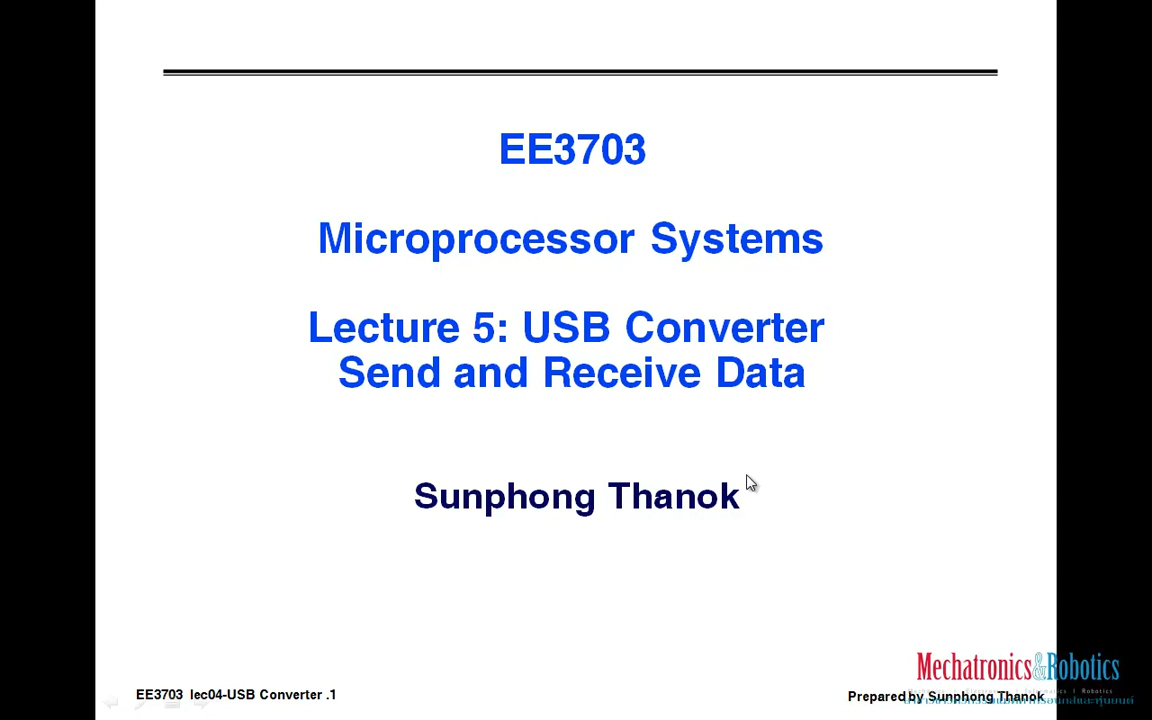 EE3703
Microprocessor Systems
Lecture 5: USB Converter
Send and Receive Data
Sunphong Thanok
Mechatronics&Robotics
EE3703 lec04-USB Converter .1
Prepared by Sunphong Thanok